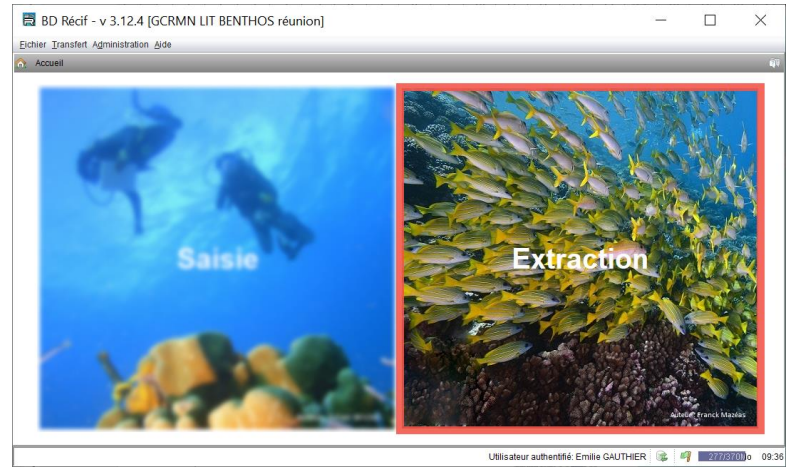 BD Récif - v 3.12.4 [GCRMN LIT BENTHOS réunion]
Fichier Transfert Administration Aide
Accueil
Saisie
Extraction
Auteur: Franck Mazéas
Utilisateur authentifié: Emilie GAUTHIER 277/370Mo 09:36